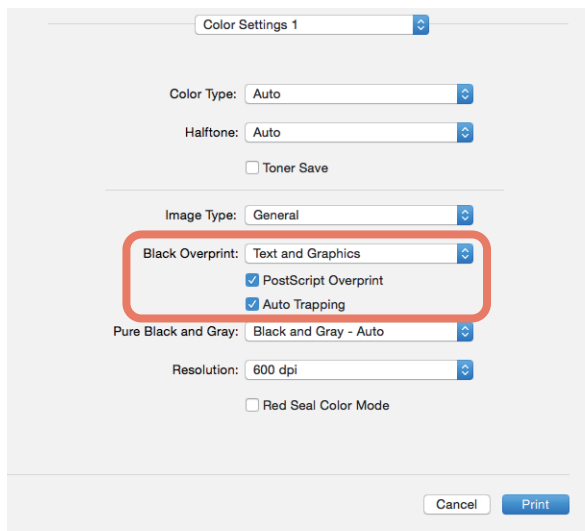 Color Settings 1
Color Type: Auto
Halftone: Auto
Toner Save
Image Type: General
Black Overprint: Text and Graphics
PostScript Overprint
Auto Trapping
Pure Black and Gray: Black and Gray - Auto
Resolution: 600 dpi
Red Seal Color Mode
Cancel Print